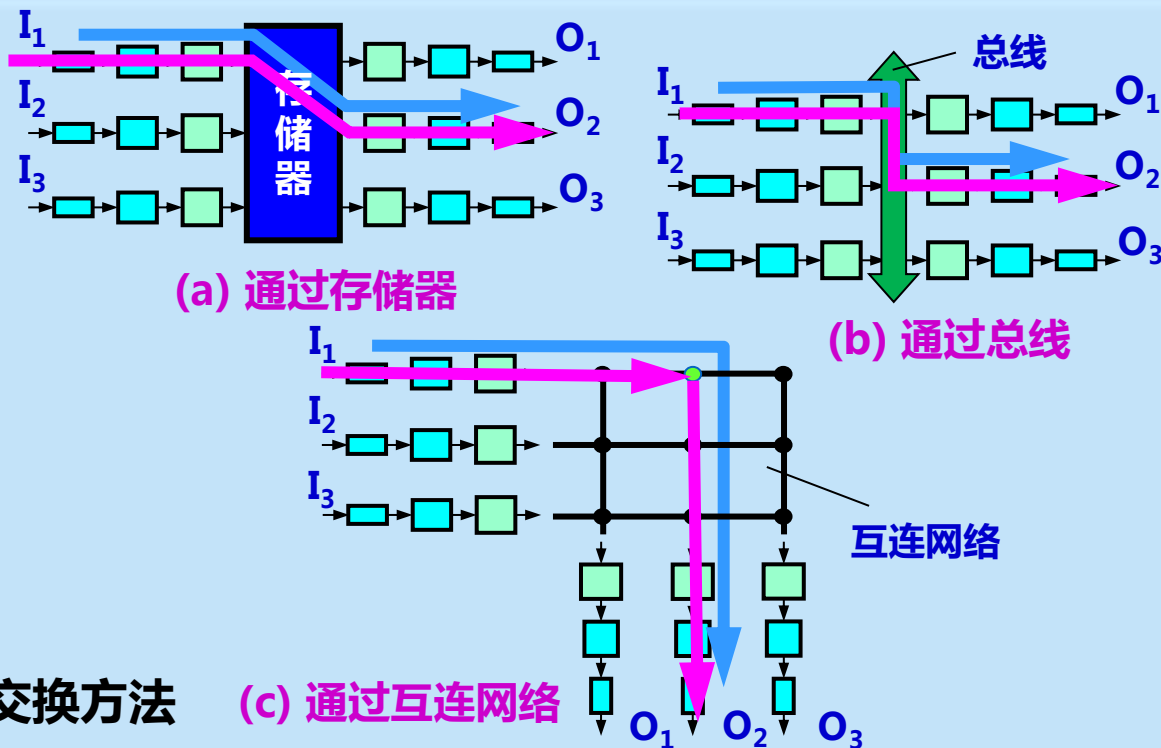 I1
O1
I2
O2
I3
O3
存储器
(a) 通过存储器
总线
I1
O1
I2
O2
I3
O3
(b) 通过总线
I1
I2
I3
互连网络
交换方法
(c) 通过互连网络
O1
O2
O3